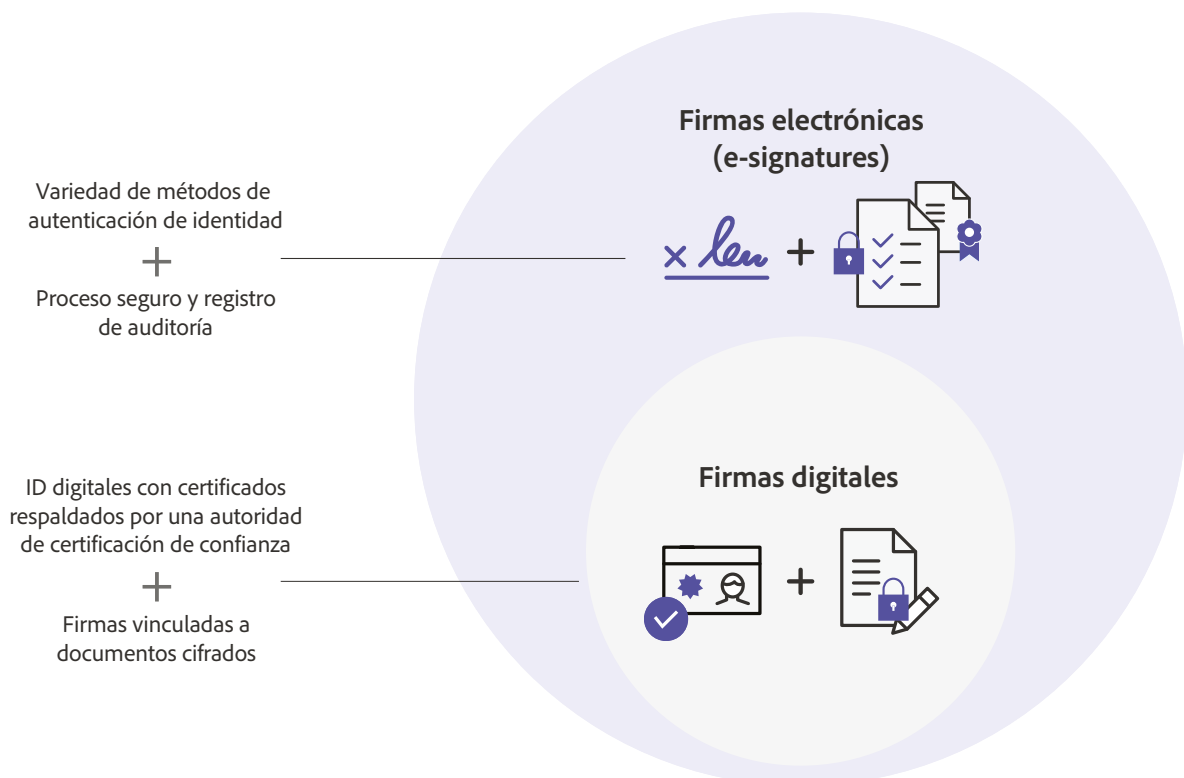 Firmas electrónicas
(e-signatures)
Variedad de métodos de
autenticación de identidad
+
Proceso seguro y registro
de auditoría
× len +
Firmas digitales
ID digitales con certificados
respaldados por una autoridad
de certificación de confianza
+
Firmas vinculadas a
documentos cifrados
+